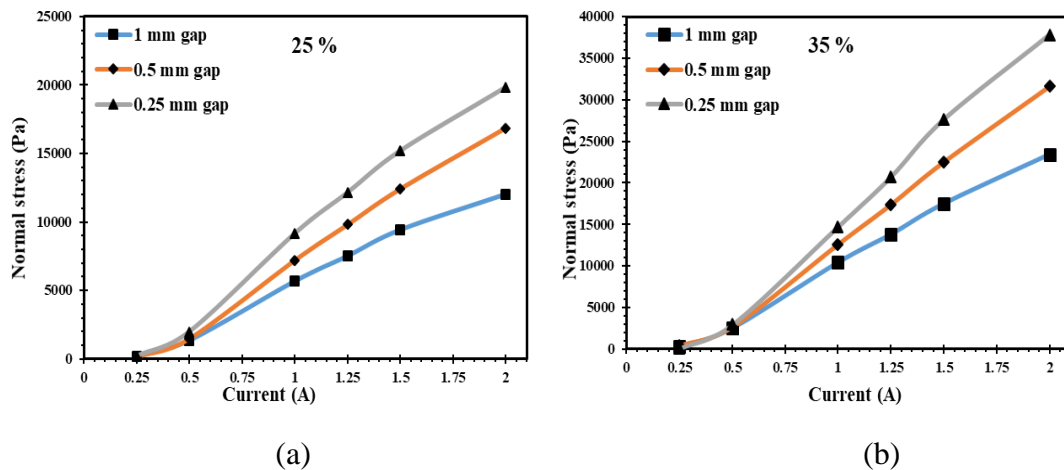 25 %
1 mm gap
0.5 mm gap
0.25 mm gap
Normal stress (Pa)
25000
20000
15000
10000
5000
0
0 0.25 0.5 0.75 1 1.25 1.5 1.75 2
Current (A)
(a)
35 %
1 mm gap
0.5 mm gap
0.25 mm gap
Normal stress (Pa)
40000
35000
30000
25000
20000
15000
10000
5000
0
0 0.25 0.5 0.75 1 1.25 1.5 1.75 2
Current (A)
(b)